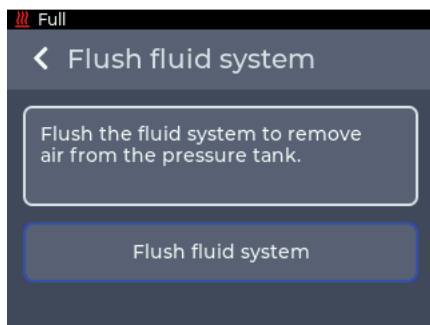 Full
Flush fluid system
Flush the fluid system to remove
air from the pressure tank.
Flush fluid system